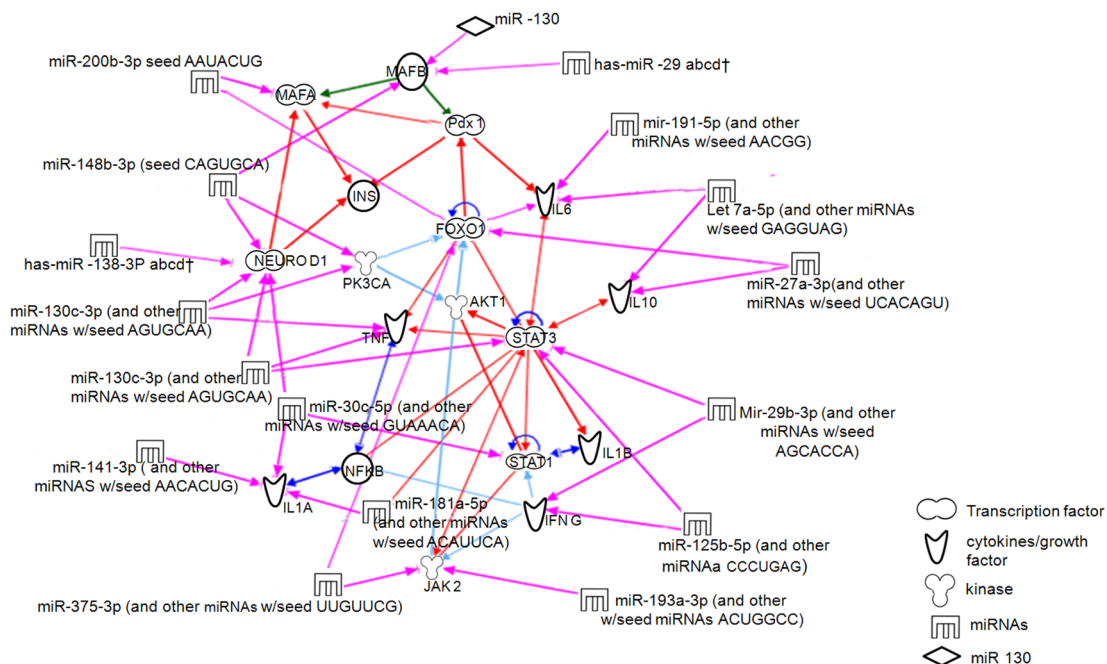 miR -130
miR-200b-3p seed AAUACUG
MAFB
has-miR -29 abcd†
MAFA
Pdx 1
mir-191-5p (and other
miRNAs w/seed AACGG)
miR-148b-3p (seed CAGUGCA)
INS
IL6
Let 7a-5p (and other miRNAs
w/seed GAGGUAG)
FOXO1
has-miR -138-3P abcd†
NEURO D1
PK3CA
miR-27a-3p(and other
miRNAs w/seed UCACAGU)
AKT1
IL10
miR-130c-3p (and other
miRNAs w/seed AGUGCAA)
TNF
STAT3
miR-130c-3p (and other
miRNAs w/seed AGUGCAA)
miR-30c-5p (and other
miRNAs w/seed GUAAACA)
Mir-29b-3p (and other
miRNAs w/seed
AGCACCA)
miR-141-3p ( and other
miRNAS w/seed AACACUG)
NFKB
STAT1
IL1B
IL1A
miR-181a-5p
(and other miRNAs
w/seed ACAUUCA)
IFN G
miR-125b-5p (and other
miRNAa CCCUGAG)
JAK 2
miR-375-3p (and other miRNAs w/seed UUGUUCG)
miR-193a-3p (and other
w/seed miRNAs ACUGGCC)
Transcription factor
cytokines/growth
factor
kinase
miRNAs
miR 130